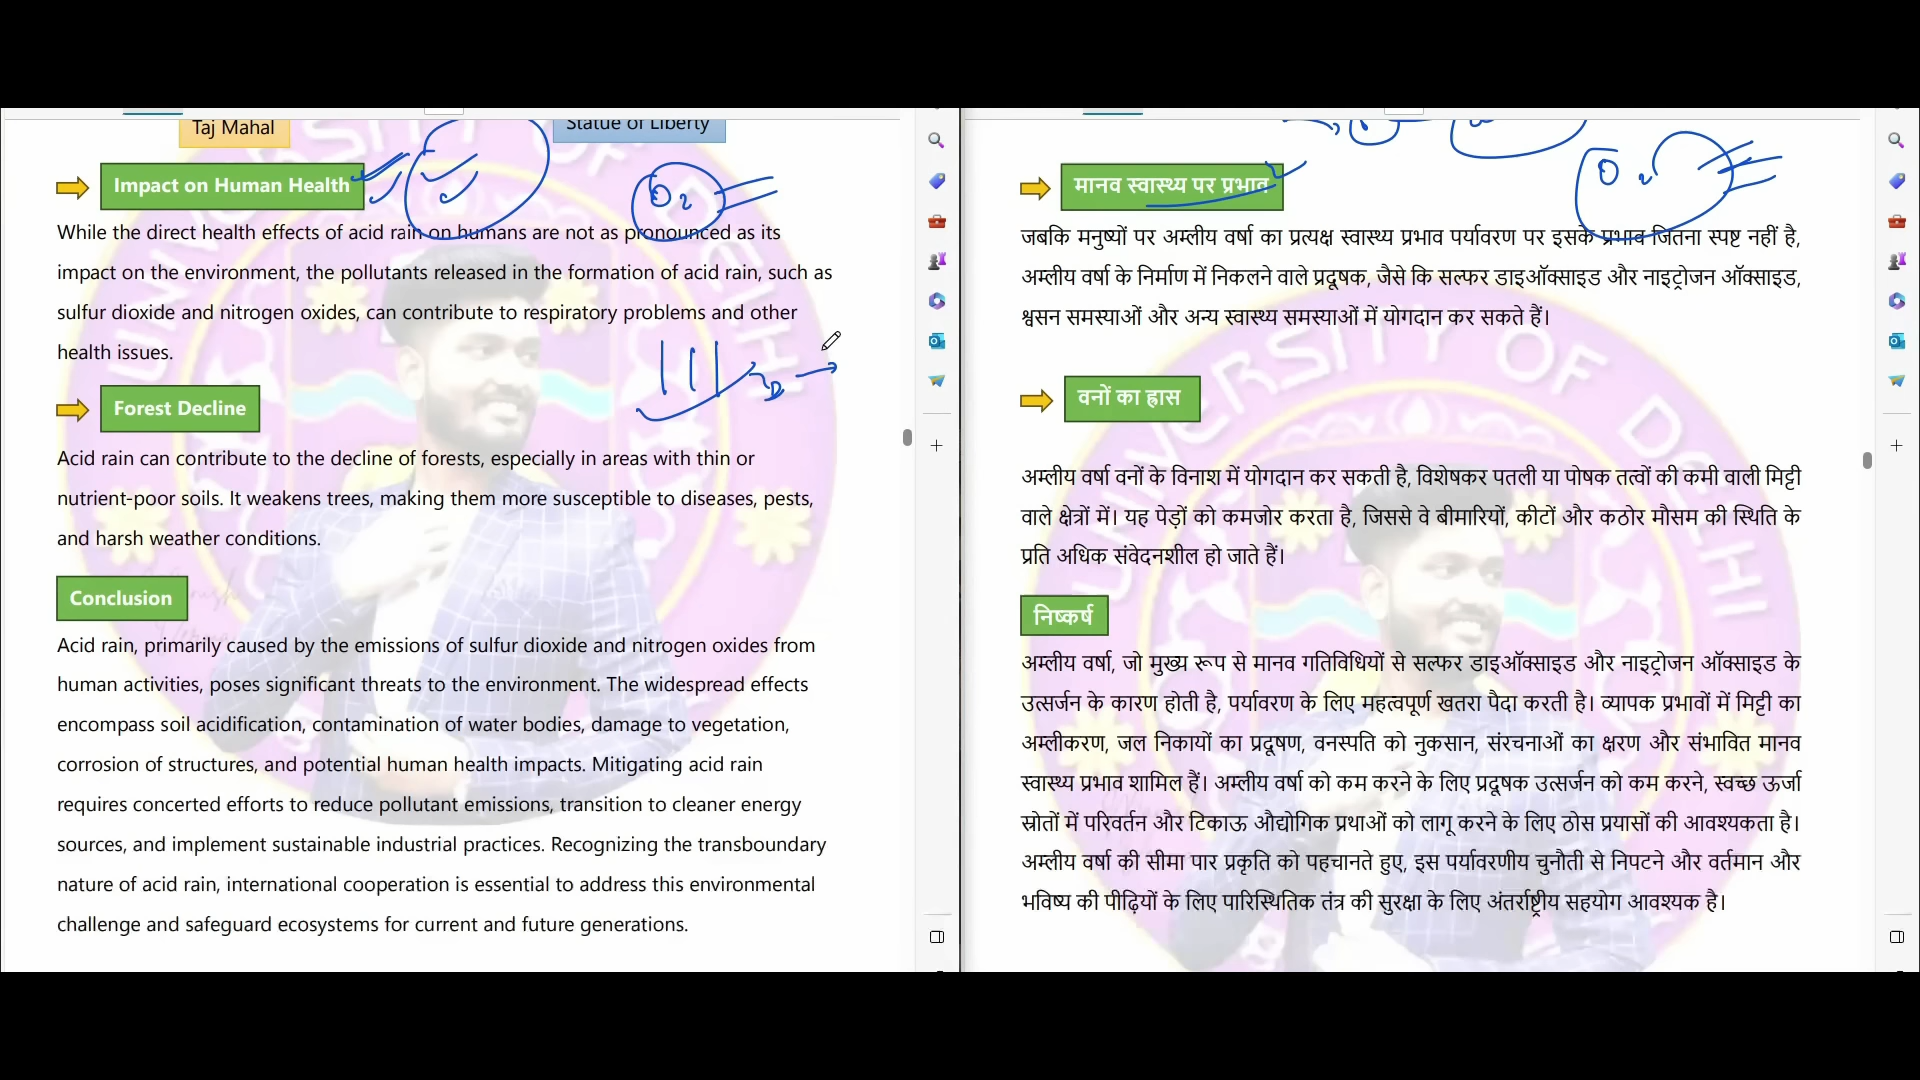 Taj Mahal
Statue of Liberty
Impact on Human Health
While the direct health effects of acid rain on humans are not as pronounced as its
impact on the environment, the pollutants released in the formation of acid rain, such as
sulfur dioxide and nitrogen oxides, can contribute to respiratory problems and other
health issues.
Forest Decline
Acid rain can contribute to the decline of forests, especially in areas with thin or
nutrient-poor soils. It weakens trees, making them more susceptible to diseases, pests,
and harsh weather conditions.
Conclusion
Acid rain, primarily caused by the emissions of sulfur dioxide and nitrogen oxides from
human activities, poses significant threats to the environment. The widespread effects
encompass soil acidification, contamination of water bodies, damage to vegetation,
corrosion of structures, and potential human health impacts. Mitigating acid rain
requires concerted efforts to reduce pollutant emissions, transition to cleaner energy
sources, and implement sustainable industrial practices. Recognizing the transboundary
nature of acid rain, international cooperation is essential to address this environmental
challenge and safeguard ecosystems for current and future generations.
O2
UNIVERSITY OF DELHI
मानव स्वास्थ्य पर प्रभाव
जबकि मनुष्यों पर अम्लीय वर्षा का प्रत्यक्ष स्वास्थ्य प्रभाव पर्यावरण पर इसके प्रभाव जितना स्पष्ट नहीं है,
अम्लीय वर्षा के निर्माण में निकलने वाले प्रदूषक, जैसे कि सल्फर डाइऑक्साइड और नाइट्रोजन ऑक्साइड,
श्वसन समस्याओं और अन्य स्वास्थ्य समस्याओं में योगदान कर सकते हैं।
वनों का ह्रास
अम्लीय वर्षा वनों के विनाश में योगदान कर सकती है, विशेषकर पतली या पोषक तत्वों की कमी वाली मिट्टी
वाले क्षेत्रों में। यह पेड़ों को कमजोर करता है, जिससे वे बीमारियों, कीटों और कठोर मौसम की स्थिति के
प्रति अधिक संवेदनशील हो जाते हैं।
निष्कर्ष
अम्लीय वर्षा, जो मुख्य रूप से मानव गतिविधियों से सल्फर डाइऑक्साइड और नाइट्रोजन ऑक्साइड के
उत्सर्जन के कारण होती है, पर्यावरण के लिए महत्वपूर्ण खतरा पैदा करती है। व्यापक प्रभावों में मिट्टी का
अम्लीकरण, जल निकायों का प्रदूषण, वनस्पति को नुकसान, संरचनाओं का क्षरण और संभावित मानव
स्वास्थ्य प्रभाव शामिल हैं। अम्लीय वर्षा को कम करने के लिए प्रदूषक उत्सर्जन को कम करने, स्वच्छ ऊर्जा
स्रोतों में परिवर्तन और टिकाऊ औद्योगिक प्रथाओं को लागू करने के लिए ठोस प्रयासों की आवश्यकता है।
अम्लीय वर्षा की सीमा पार प्रकृति को पहचानते हुए, इस पर्यावरणीय चुनौती से निपटने और वर्तमान और
भविष्य की पीढ़ियों के लिए पारिस्थितिक तंत्र की सुरक्षा के लिए अंतर्राष्ट्रीय सहयोग आवश्यक है।
O2
UNIVERSITY OF DELHI